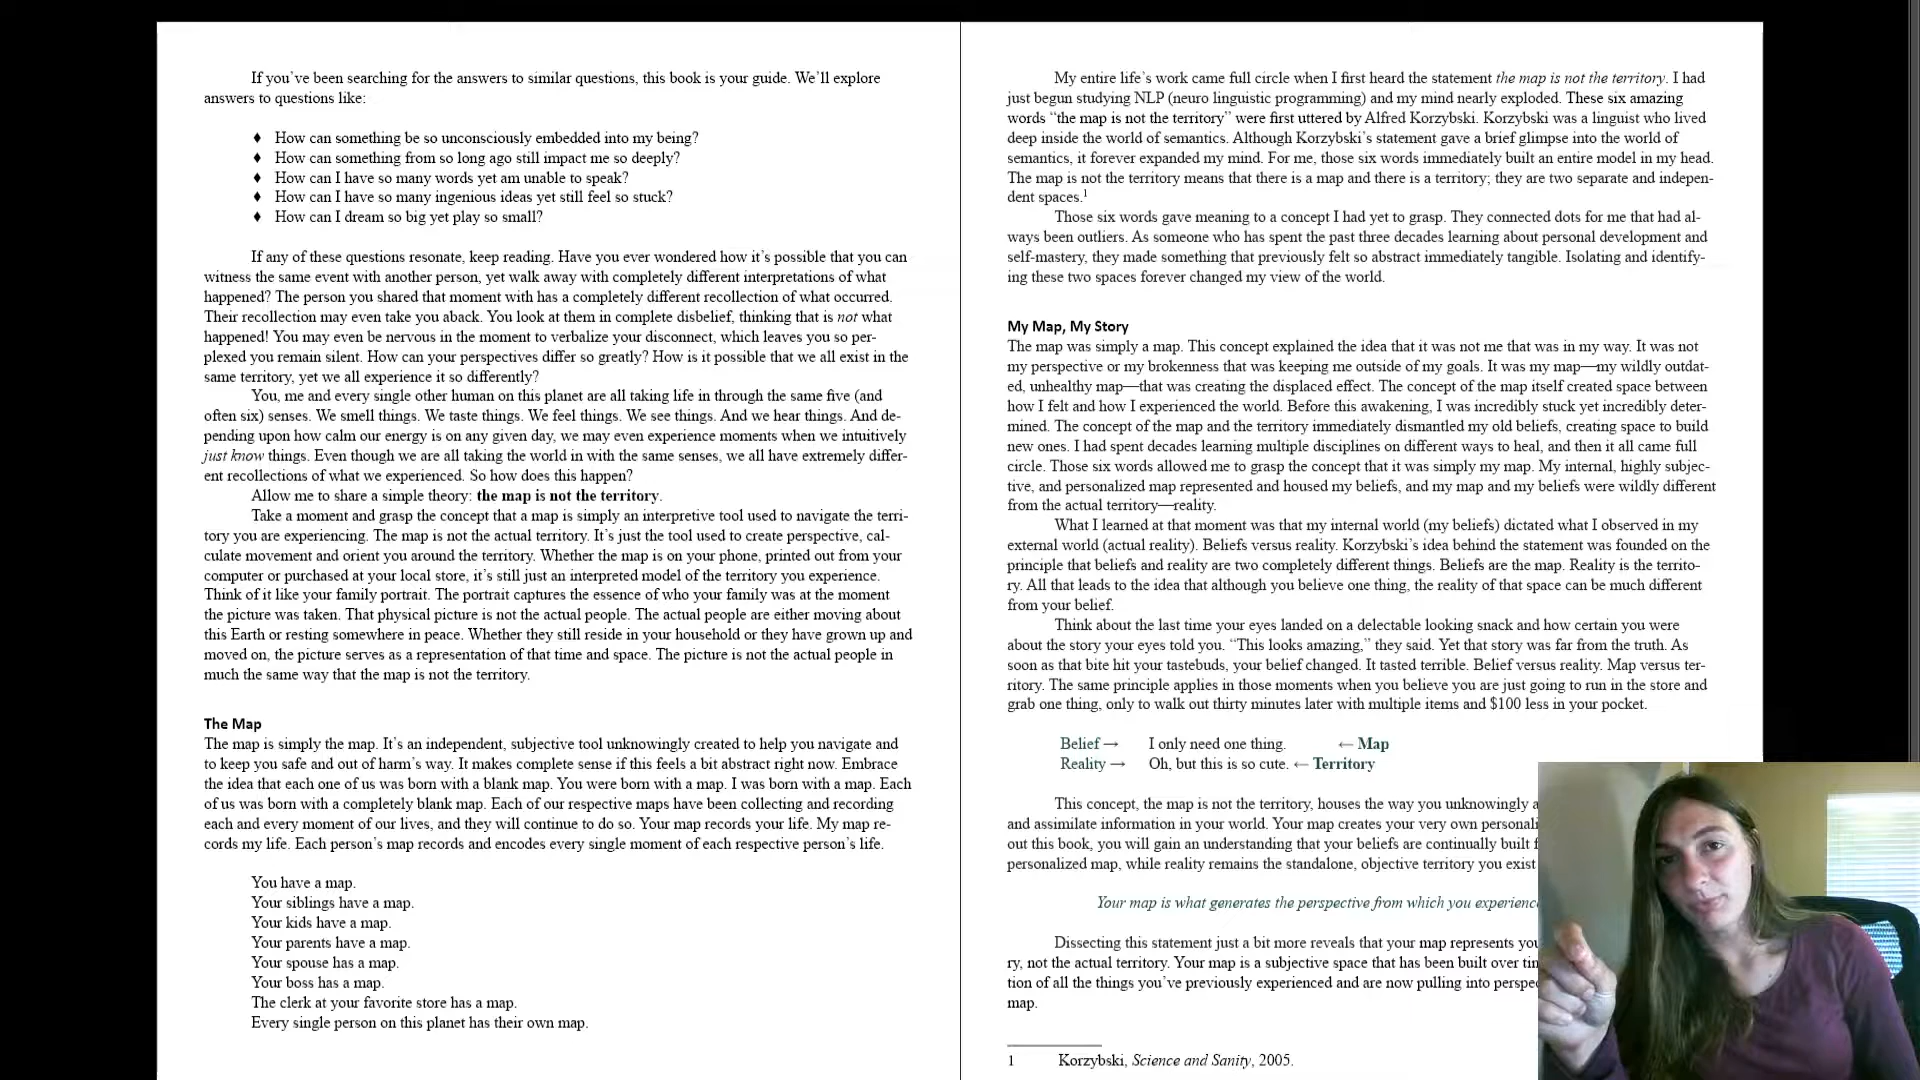 If you've been searching for the answers to similar questions, this book is your guide. We'll explore
answers to questions like:
♦ How can something be so unconsciously embedded into my being?
♦ How can something from so long ago still impact me so deeply?
♦ How can I have so many words yet am unable to speak?
♦ How can I have so many ingenious ideas yet still feel so stuck?
♦ How can I dream so big yet play so small?
If any of these questions resonate, keep reading. Have you ever wondered how it's possible that you can
witness the same event with another person, yet walk away with completely different interpretations of what
happened? The person you shared that moment with has a completely different recollection of what occurred.
Their recollection may even take you aback. You look at them in complete disbelief, thinking that is not what
happened! You may even be nervous in the moment to verbalize your disconnect, which leaves you so per-
plexed you remain silent. How can your perspectives differ so greatly? How is it possible that we all exist in the
same territory, yet we all experience it so differently?
You, me and every single other human on this planet are all taking life in through the same five (and
often six) senses. We smell things. We taste things. We feel things. We see things. And we hear things. And de-
pending upon how calm our energy is on any given day, we may even experience moments when we intuitively
just know things. Even though we are all taking the world in with the same senses, we all have extremely differ-
ent recollections of what we experienced. So how does this happen?
Allow me to share a simple theory: the map is not the territory.
Take a moment and grasp the concept that a map is simply an interpretive tool used to navigate the terri-
tory you are experiencing. The map is not the actual territory. It's just the tool used to create perspective, cal-
culate movement and orient you around the territory. Whether the map is on your phone, printed out from your
computer or purchased at your local store, it's still just an interpreted model of the territory you experience.
Think of it like your family portrait. The portrait captures the essence of who your family was at the moment
the picture was taken. That physical picture is not the actual people. The actual people are either moving about
this Earth or resting somewhere in peace. Whether they still reside in your household or they have grown up and
moved on, the picture serves as a representation of that time and space. The picture is not the actual people in
much the same way that the map is not the territory.
The Map
The map is simply the map. It's an independent, subjective tool unknowingly created to help you navigate and
to keep you safe and out of harm's way. It makes complete sense if this feels a bit abstract right now. Embrace
the idea that each one of us was born with a blank map. You were born with a map. I was born with a map. Each
of us was born with a completely blank map. Each of our respective maps have been collecting and recording
each and every moment of our lives, and they will continue to do so. Your map records your life. My map re-
cords my life. Each person's map records and encodes every single moment of each respective person's life.
You have a map.
Your siblings have a map.
Your kids have a map.
Your parents have a map.
Your spouse has a map.
Your boss has a map.
The clerk at your favorite store has a map.
Every single person on this planet has their own map.
My entire life's work came full circle when I first heard the statement the map is not the territory. I had
just begun studying NLP (neuro linguistic programming) and my mind nearly exploded. These six amazing
words “the map is not the territory” were first uttered by Alfred Korzybski. Korzybski was a linguist who lived
deep inside the world of semantics. Although Korzybski's statement gave a brief glimpse into the world of
semantics, it forever expanded my mind. For me, those six words immediately built an entire model in my head.
The map is not the territory means that there is a map and there is a territory; they are two separate and indepen-
dent spaces.1
Those six words gave meaning to a concept I had yet to grasp. They connected dots for me that had al-
ways been outliers. As someone who has spent the past three decades learning about personal development and
self-mastery, they made something that previously felt so abstract immediately tangible. Isolating and identify-
ing these two spaces forever changed my view of the world.
My Map, My Story
The map was simply a map. This concept explained the idea that it was not me that was in my way. It was not
my perspective or my brokenness that was keeping me outside of my goals. It was my map—my wildly outdat-
ed, unhealthy map—that was creating the displaced effect. The concept of the map itself created space between
how I felt and how I experienced the world. Before this awakening, I was incredibly stuck yet incredibly deter-
mined. The concept of the map and the territory immediately dismantled my old beliefs, creating space to build
new ones. I had spent decades learning multiple disciplines on different ways to heal, and then it all came full
circle. Those six words allowed me to grasp the concept that it was simply my map. My internal, highly subjec-
tive, and personalized map represented and housed my beliefs, and my map and my beliefs were wildly different
from the actual territory—reality.
What I learned at that moment was that my internal world (my beliefs) dictated what I observed in my
external world (actual reality). Beliefs versus reality. Korzybski's idea behind the statement was founded on the
principle that beliefs and reality are two completely different things. Beliefs are the map. Reality is the territo-
ry. All that leads to the idea that although you believe one thing, the reality of that space can be much different
from your belief.
Think about the last time your eyes landed on a delectable looking snack and how certain you were
about the story your eyes told you. “This looks amazing,” they said. Yet that story was far from the truth. As
soon as that bite hit your tastebuds, your belief changed. It tasted terrible. Belief versus reality. Map versus ter-
ritory. The same principle applies in those moments when you believe you are just going to run in the store and
grab one thing, only to walk out thirty minutes later with multiple items and $100 less in your pocket.
Belief → I only need one thing. ← Map
Reality → Oh, but this is so cute. ← Territory
This concept, the map is not the territory, houses the way you unknowingly
and assimilate information in your world. Your map creates your very own
out this book, you will gain an understanding that your beliefs are continually built
personalized map, while reality remains the standalone, objective territory you exist
Your map is what generates the perspective from which you
Dissecting this statement just a bit more reveals that your map represents
ry, not the actual territory. Your map is a subjective space that has been built over
tion of all the things you've previously experienced and are now pulling into
map.
1 Korzybski, Science and Sanity, 2005.